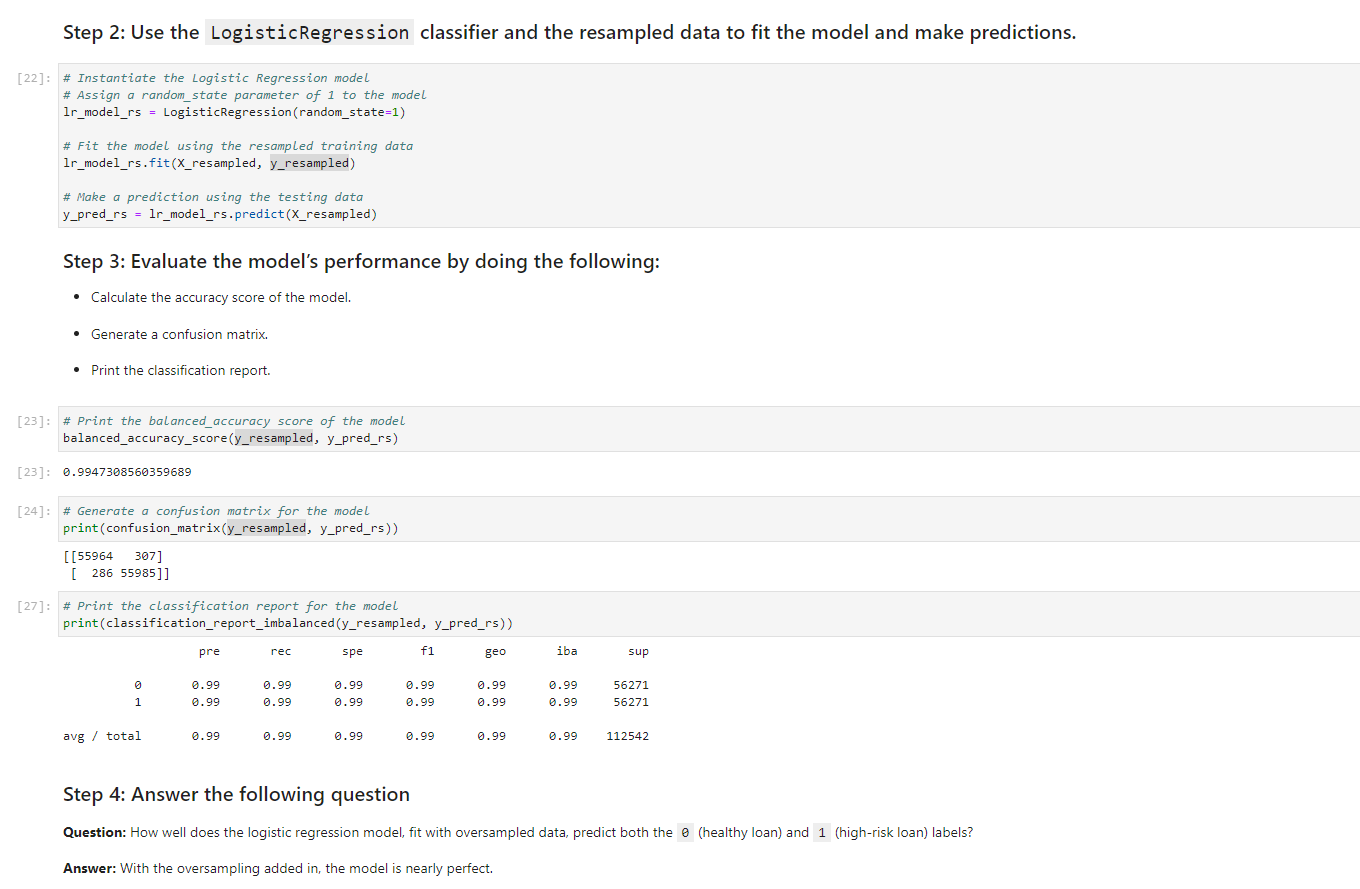 Step 2: Use the LogisticRegression classifier and the resampled data to fit the model and make predictions.
[22]: # Instantiate the Logistic Regression model
# Assign a random_state parameter of 1 to the model
lr_model_rs = LogisticRegression(random_state=1)
# Fit the model using the resampled training data
lr_model_rs.fit(X_resampled, y_resampled)
# Make a prediction using the testing data
y_pred_rs = lr_model_rs.predict(X_resampled)
Step 3: Evaluate the model’s performance by doing the following:
• Calculate the accuracy score of the model.
• Generate a confusion matrix.
• Print the classification report.
[23]: # Print the balanced_accuracy score of the model
balanced_accuracy_score(y_resampled, y_pred_rs)
[23]: 0.9947308560359689
[24]: # Generate a confusion matrix for the model
print(confusion_matrix(y_resampled, y_pred_rs))
[[55964   307]
 [  286 55985]]
[27]: # Print the classification report for the model
print(classification_report_imbalanced(y_resampled, y_pred_rs))
pre rec spe f1 geo iba sup
0 0.99 0.99 0.99 0.99 0.99 0.99 56271
1 0.99 0.99 0.99 0.99 0.99 0.99 56271
avg / total 0.99 0.99 0.99 0.99 0.99 0.99 112542
Step 4: Answer the following question
Question: How well does the logistic regression model, fit with oversampled data, predict both the 0 (healthy loan) and 1 (high-risk loan) labels?
Answer: With the oversampling added in, the model is nearly perfect.